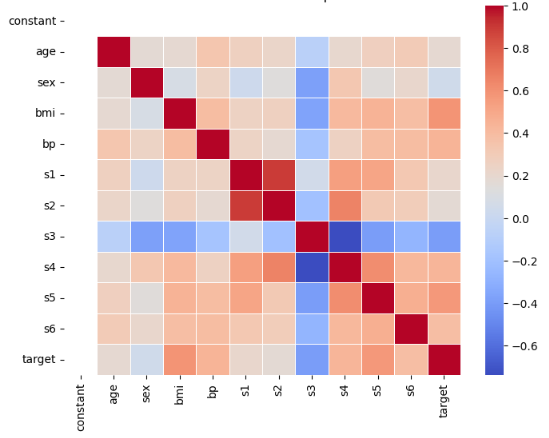 constant
age
sex
bmi
bp
s1
s2
s3
s4
s5
s6
target
constant
age
sex
bmi
bp
s1
s2
s3
s4
s5
s6
target
1.0
0.8
0.6
0.4
0.2
0.0
−0.2
−0.4
−0.6